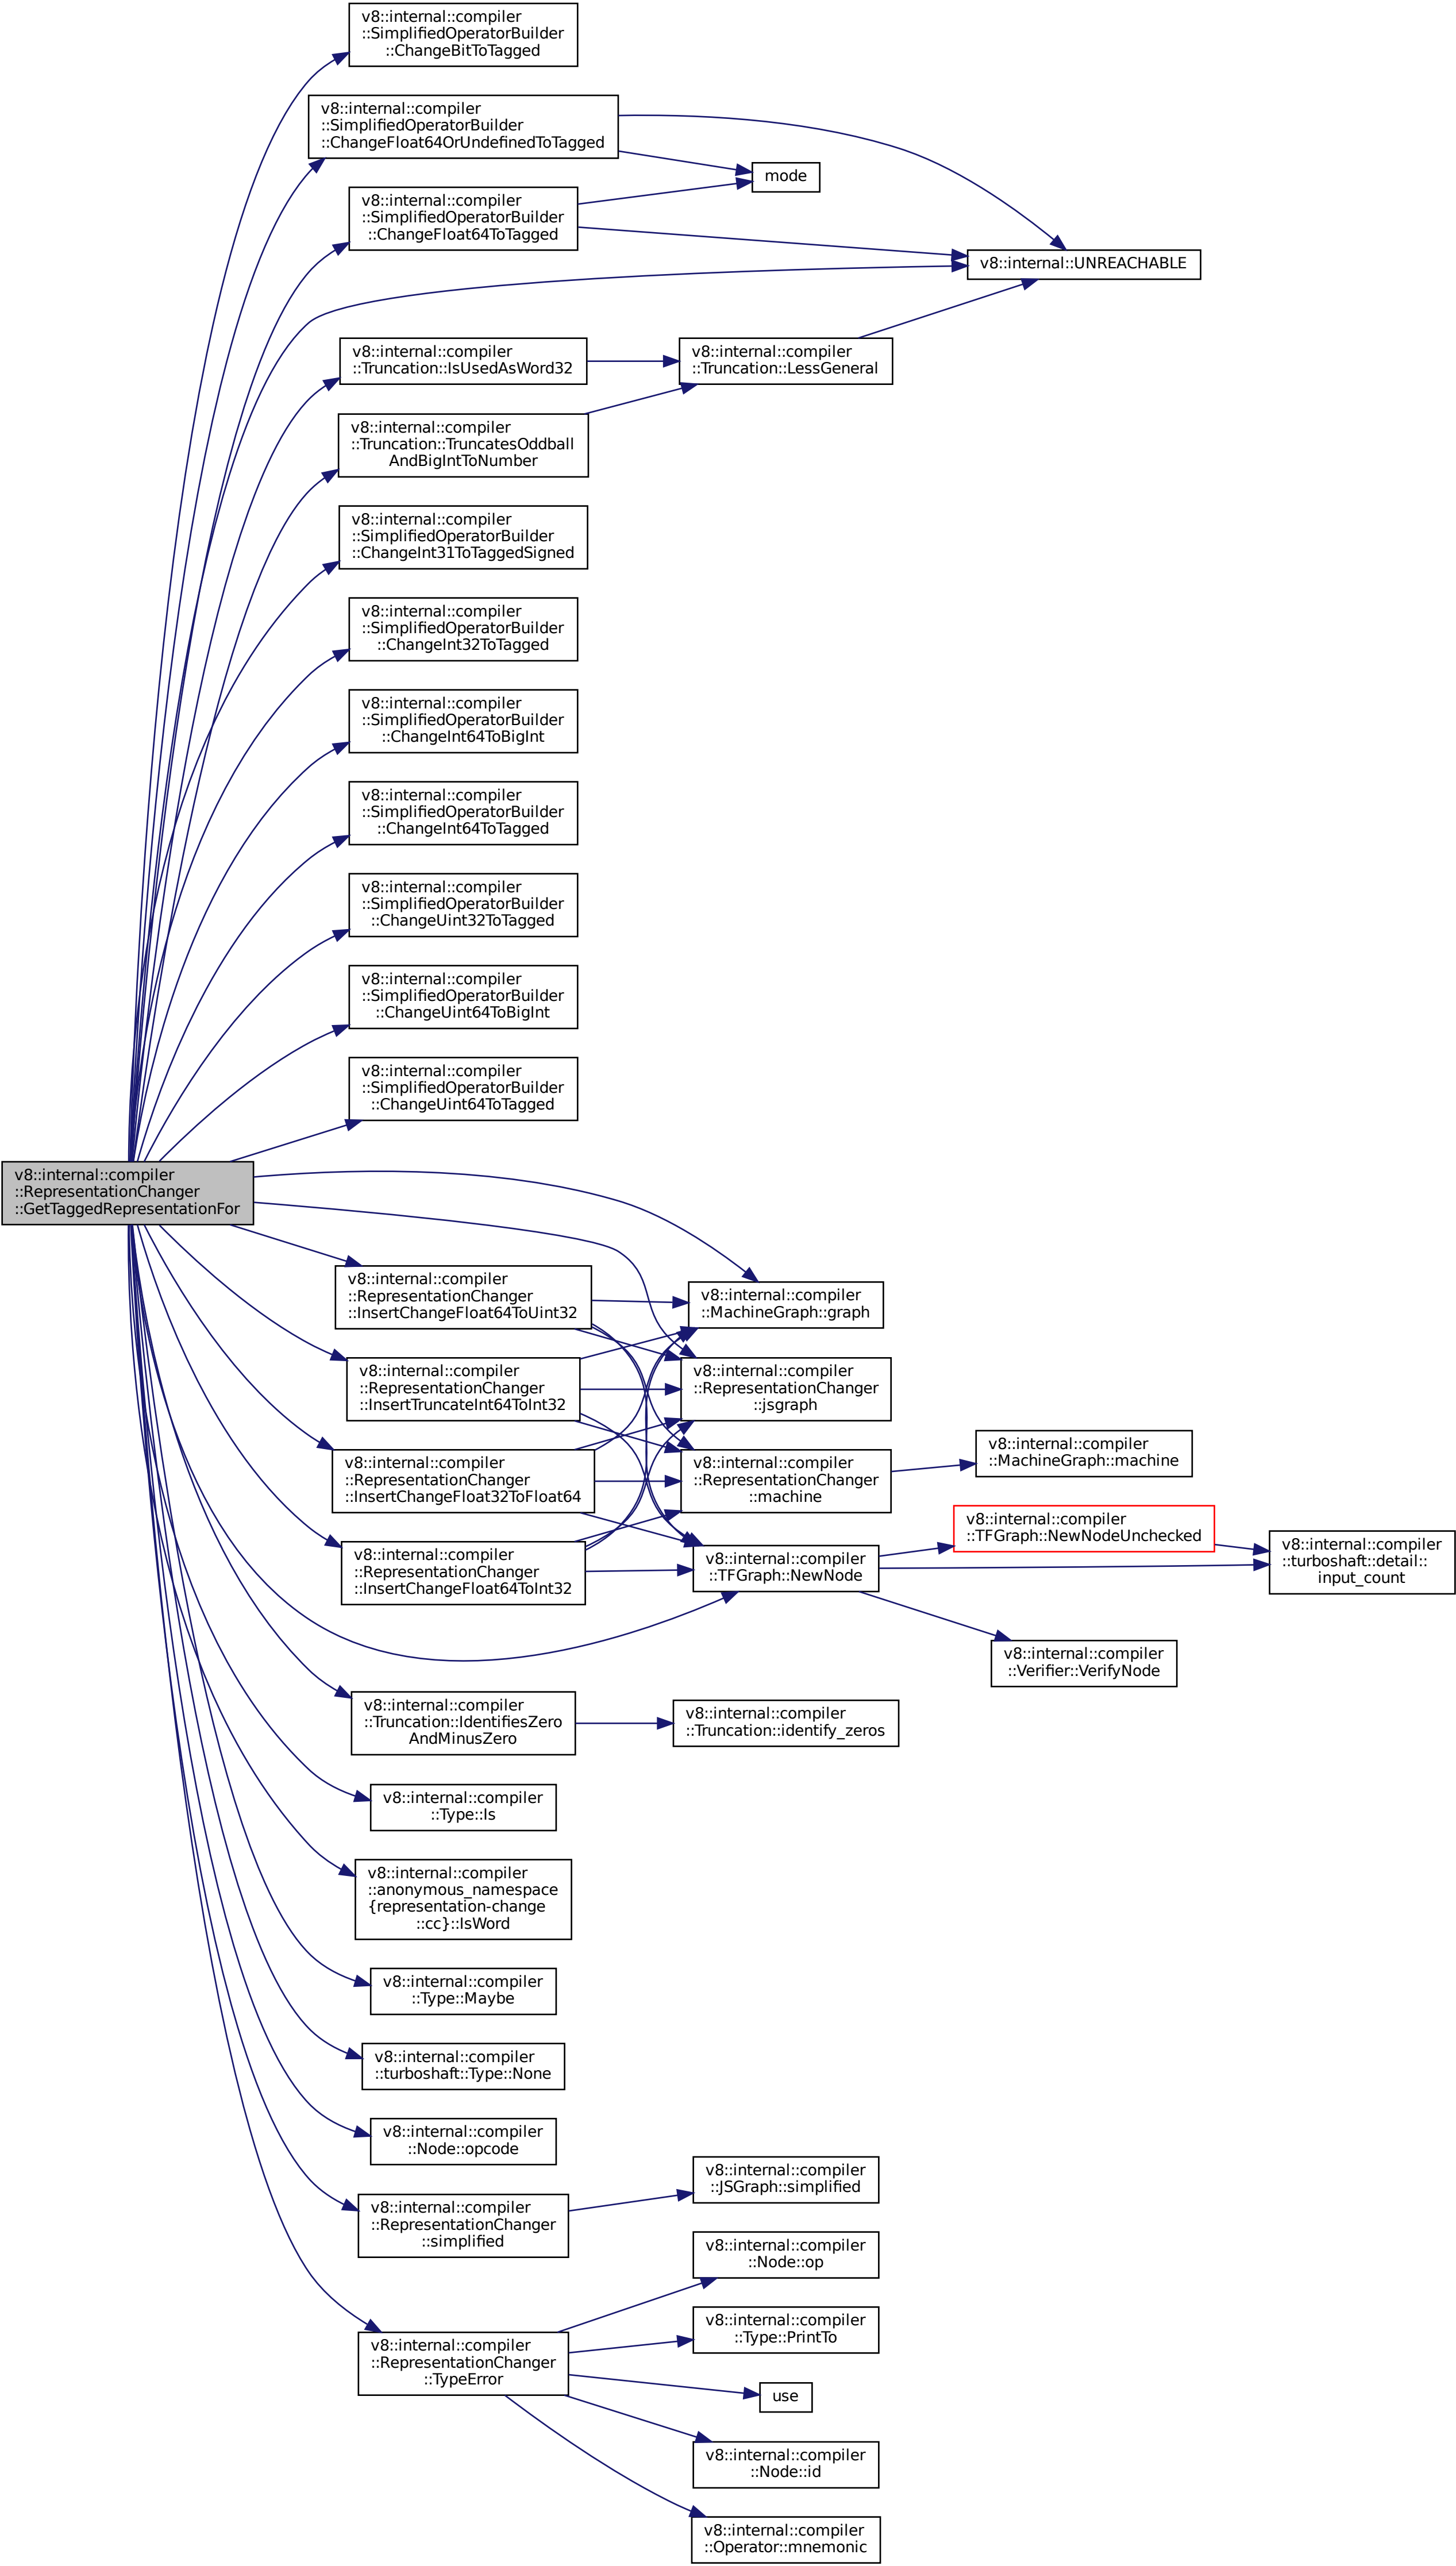 v8::internal::compiler
::SimplifiedOperatorBuilder
::ChangeBitToTagged
v8::internal::compiler
::SimplifiedOperatorBuilder
::ChangeFloat64OrUndefinedToTagged
mode
v8::internal::compiler
::SimplifiedOperatorBuilder
::ChangeFloat64ToTagged
v8::internal::UNREACHABLE
v8::internal::compiler
::Truncation::IsUsedAsWord32
v8::internal::compiler
::Truncation::LessGeneral
v8::internal::compiler
::Truncation::TruncatesOddball
AndBigIntToNumber
v8::internal::compiler
::SimplifiedOperatorBuilder
::ChangeInt31ToTaggedSigned
v8::internal::compiler
::SimplifiedOperatorBuilder
::ChangeInt32ToTagged
v8::internal::compiler
::SimplifiedOperatorBuilder
::ChangeInt64ToBigInt
v8::internal::compiler
::SimplifiedOperatorBuilder
::ChangeInt64ToTagged
v8::internal::compiler
::SimplifiedOperatorBuilder
::ChangeUint32ToTagged
v8::internal::compiler
::SimplifiedOperatorBuilder
::ChangeUint64ToBigInt
v8::internal::compiler
::SimplifiedOperatorBuilder
::ChangeUint64ToTagged
v8::internal::compiler
::RepresentationChanger
::GetTaggedRepresentationFor
v8::internal::compiler
::RepresentationChanger
::InsertChangeFloat64ToUint32
v8::internal::compiler
::MachineGraph::graph
v8::internal::compiler
::RepresentationChanger
::InsertTruncateInt64ToInt32
v8::internal::compiler
::RepresentationChanger
::jsgraph
v8::internal::compiler
::RepresentationChanger
::InsertChangeFloat32ToFloat64
v8::internal::compiler
::RepresentationChanger
::machine
v8::internal::compiler
::MachineGraph::machine
v8::internal::compiler
::RepresentationChanger
::InsertChangeFloat64ToInt32
v8::internal::compiler
::TFGraph::NewNode
v8::internal::compiler
::TFGraph::NewNodeUnchecked
v8::internal::compiler
::turboshaft::detail::
input_count
v8::internal::compiler
::Verifier::VerifyNode
v8::internal::compiler
::Truncation::IdentifiesZero
AndMinusZero
v8::internal::compiler
::Truncation::identify_zeros
v8::internal::compiler
::Type::Is
v8::internal::compiler
::anonymous_namespace
{representation-change
::cc}::IsWord
v8::internal::compiler
::Type::Maybe
v8::internal::compiler
::turboshaft::Type::None
v8::internal::compiler
::Node::opcode
v8::internal::compiler
::RepresentationChanger
::simplified
v8::internal::compiler
::JSGraph::simplified
v8::internal::compiler
::RepresentationChanger
::TypeError
v8::internal::compiler
::Node::op
v8::internal::compiler
::Type::PrintTo
use
v8::internal::compiler
::Node::id
v8::internal::compiler
::Operator::mnemonic